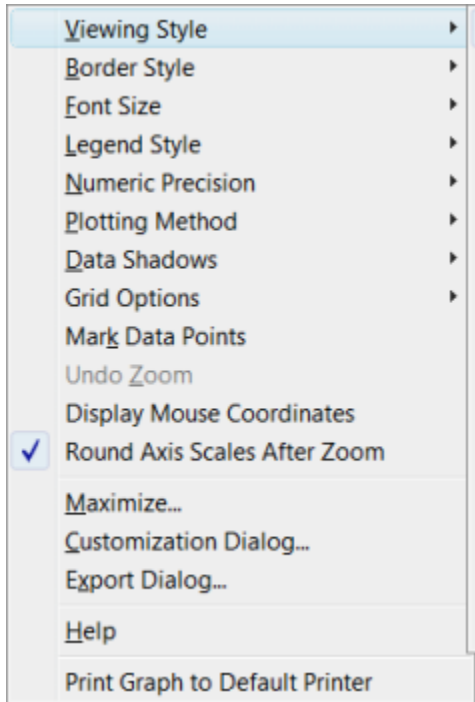 Viewing Style
Border Style
Font Size
Legend Style
Numeric Precision
Plotting Method
Data Shadows
Grid Options
Mark Data Points
Undo Zoom
Display Mouse Coordinates
Round Axis Scales After Zoom
Maximize...
Customization Dialog...
Export Dialog...
Help
Print Graph to Default Printer